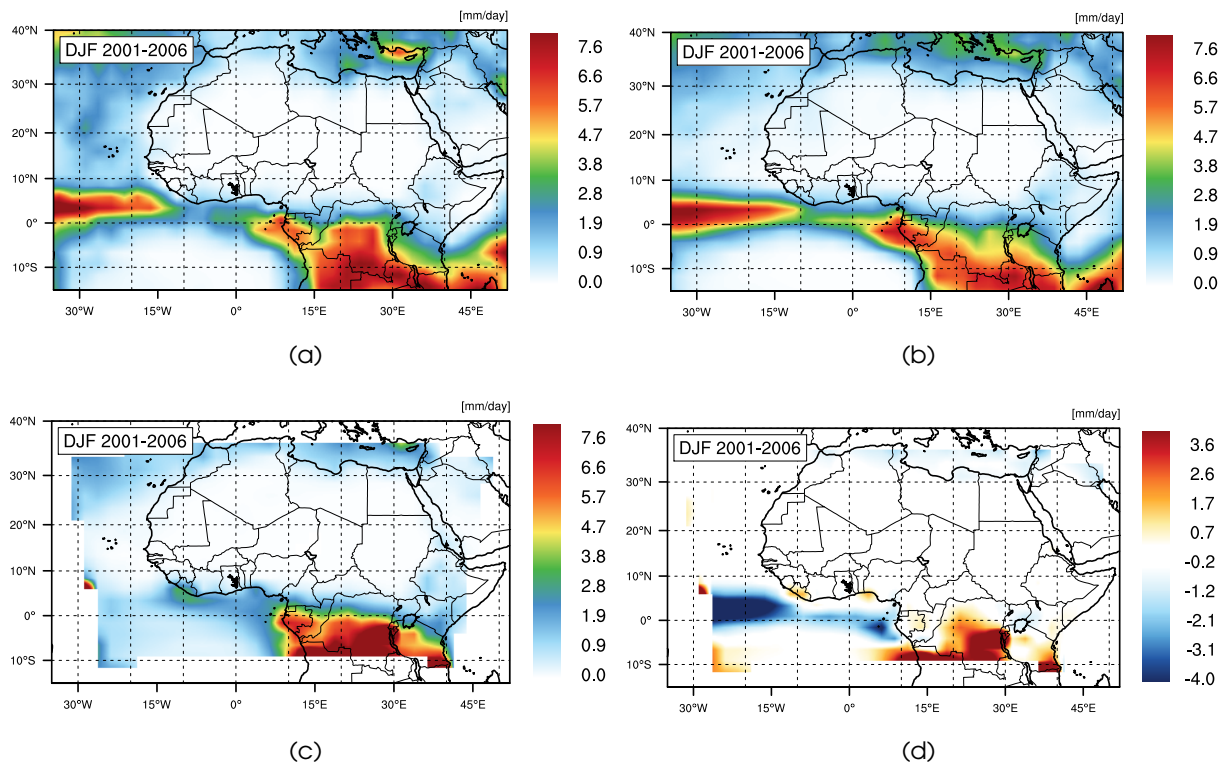 [mm/day]
40°N
30°N
20°N
10°N
0°
10°S
DJF 2001-2006
30°W 15°W 0° 15°E 30°E 45°E
7.6
6.6
5.7
4.7
3.8
2.8
1.9
0.9
0.0
(a)
[mm/day]
40°N
30°N
20°N
10°N
0°
10°S
DJF 2001-2006
30°W 15°W 0° 15°E 30°E 45°E
7.6
6.6
5.7
4.7
3.8
2.8
1.9
0.9
0.0
(b)
[mm/day]
40°N
30°N
20°N
10°N
0°
10°S
DJF 2001-2006
30°W 15°W 0° 15°E 30°E 45°E
7.6
6.6
5.7
4.7
3.8
2.8
1.9
0.9
0.0
(c)
[mm/day]
40°N
30°N
20°N
10°N
0°
10°S
DJF 2001-2006
30°W 15°W 0° 15°E 30°E 45°E
3.6
2.6
1.7
0.7
-0.2
-1.2
-2.1
-3.1
-4.0
(d)